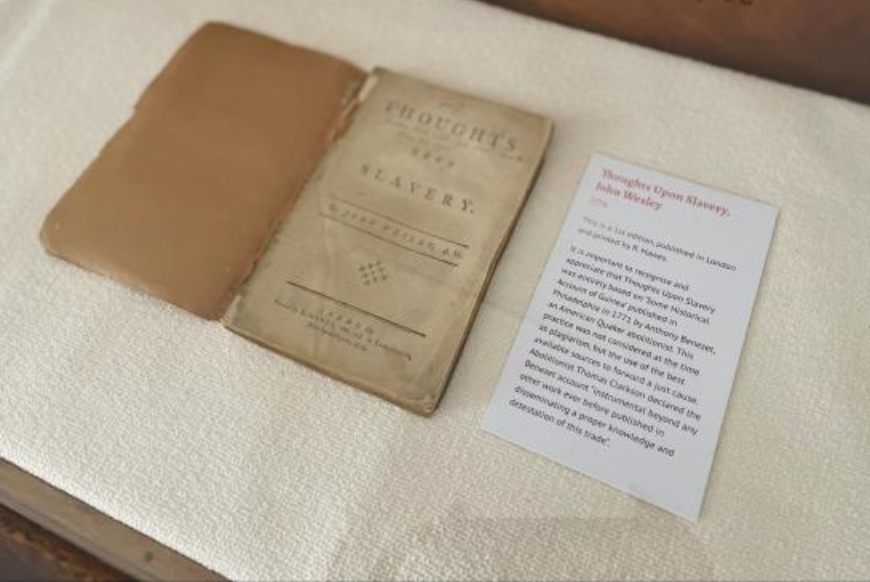 THOUGHTS
UPON
SLAVERY.
By JOHN WESLEY, A.M.
LONDON
Thoughts Upon Slavery,
John Wesley
1774
This is a 1st edition, published in London
and printed by R. Hawes.
It is important to recognise and
appreciate that Thoughts Upon Slavery
was entirely based on 'Some Historical
Account of Guinea' published in
Philadelphia in 1771 by Anthony Benezet,
an American Quaker abolitionist. This
practice was not considered at the time
as plagiarism, but the use of the best
available sources to forward a just cause.
Abolitionist Thomas Clarkson declared the
Benezet account "instrumental beyond any
other work ever before published in
disseminating a proper knowledge and
detestation of this trade".